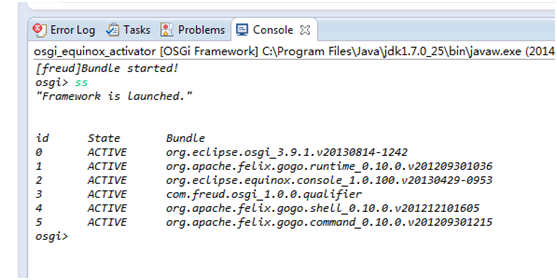 Error Log Tasks Problems Console
osgi_equinox_activator [OSGi Framework] C:\Program Files\Java\jdk1.7.0_25\bin\javaw.exe (2014
[freud]Bundle started!
osgi> ss
"Framework is launched."
id State Bundle
0 ACTIVE org.eclipse.osgi_3.9.1.v20130814-1242
1 ACTIVE org.apache.felix.gogo.runtime_0.10.0.v201209301036
2 ACTIVE org.eclipse.equinox.console_1.0.100.v20130429-0953
3 ACTIVE com.freud.osgi_1.0.0.qualifier
4 ACTIVE org.apache.felix.gogo.shell_0.10.0.v201212101605
5 ACTIVE org.apache.felix.gogo.command_0.10.0.v201209301215
osgi>